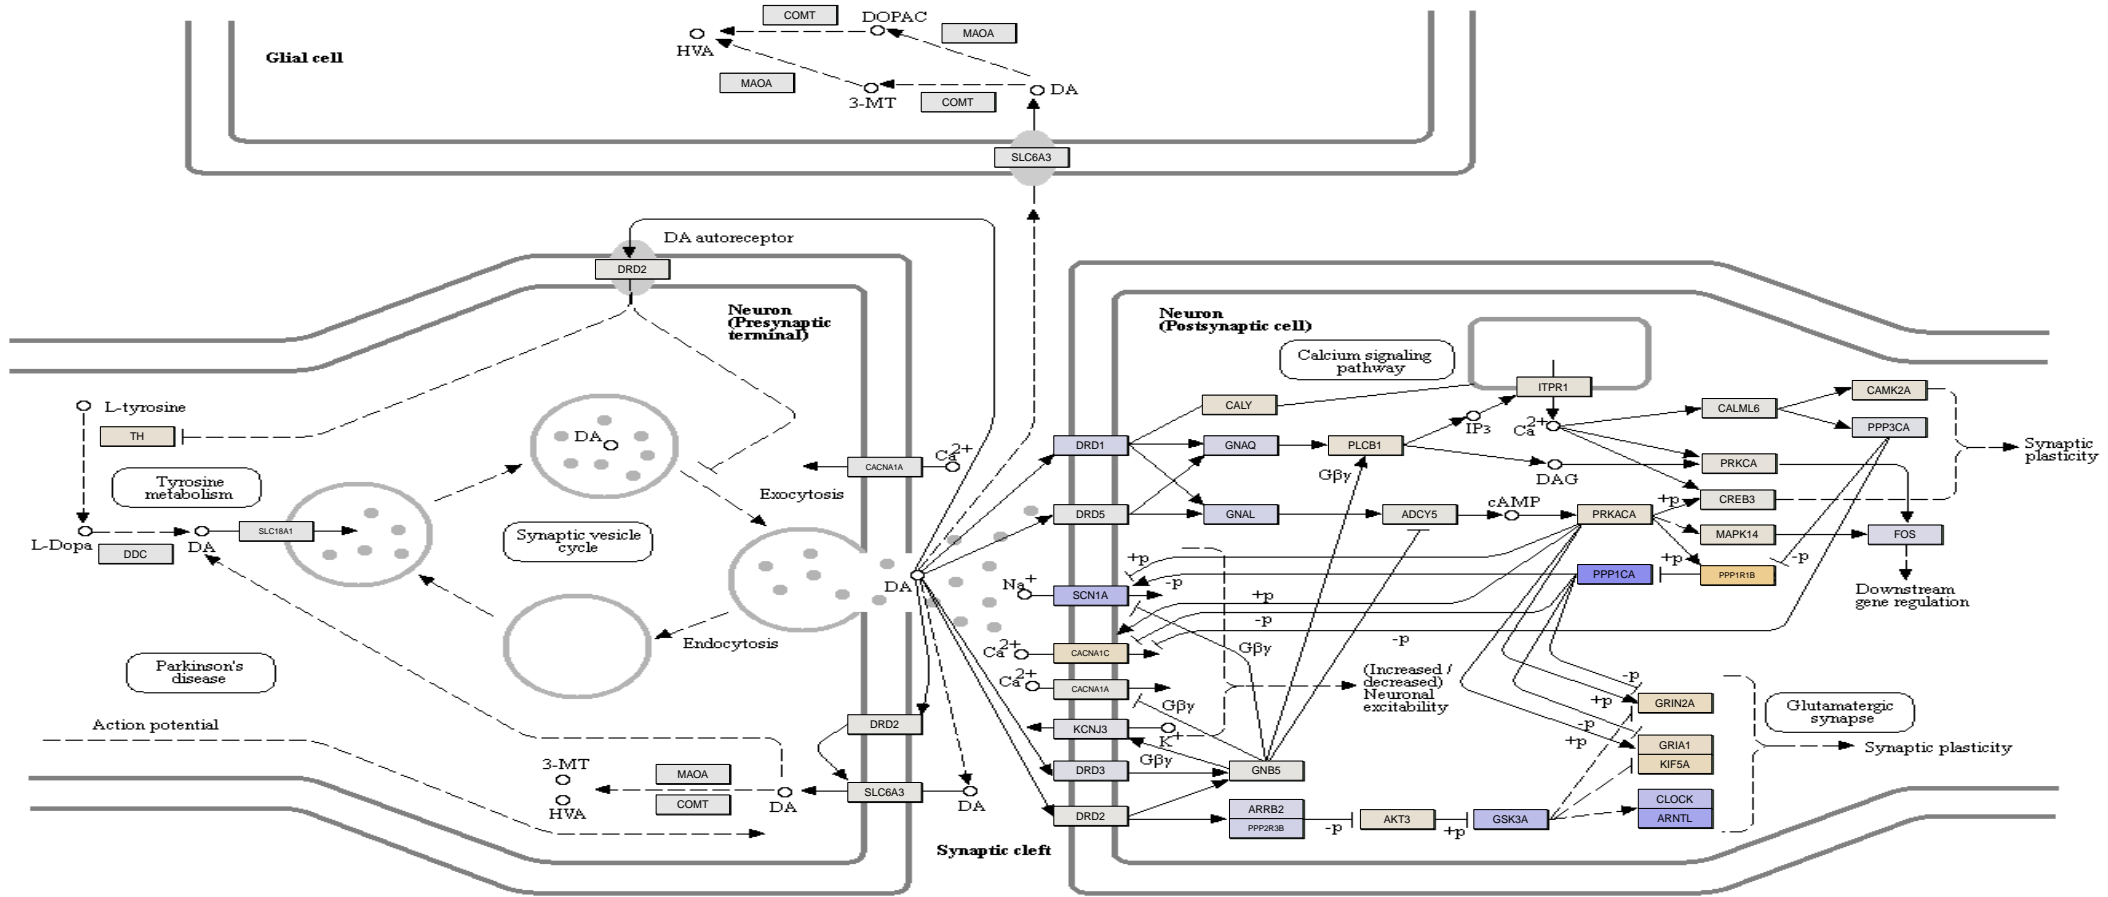 COMT
DOPAC
MAOA
HVA
Glial cell
MAOA
3-MT
COMT
DA
SLC6A3
DA autoreceptor
DRD2
Neuron
(Presynaptic
terminal)
L-tyrosine
TH
Tyrosine
metabolism
L-Dopa
DDC
DA
SLC18A1
DA
Synaptic vesicle
cycle
CACNA1A
Ca2+
Exocytosis
DA
Endocytosis
Parkinson's
disease
Action potential
3-MT
HVA
MAOA
COMT
DA
DRD2
SLC6A3
DA
Synaptic cleft
Neuron
(Postsynaptic cell)
Calcium signaling
pathway
ITPR1
CALY
DRD1
GNAQ
PLCB1
IP3
Ca2+
CALML6
CAMK2A
PPP3CA
Synaptic
plasticity
Gβγ
DAG
PRKCA
DRD5
GNAL
ADCY5
cAMP
PRKACA
+p
CREB3
MAPK14
FOS
+p
-p
PPP1CA
PPP1R1B
Downstream
gene regulation
+p
-p
Na+
SCN1A
+p
-p
-p
Ca2+
CACNA1C
Gβγ
Ca2+
CACNA1A
(Increased /
decreased)
Neuronal
excitability
Gβγ
KCNJ3
K+
Gβγ
DRD3
GNB5
DRD2
ARRB2
PPP2R3B
-p
AKT3
+p
GSK3A
-p
+p
GRIN2A
-p
+p
GRIA1
KIF5A
CLOCK
ARNTL
Glutamatergic
synapse
Synaptic plasticity